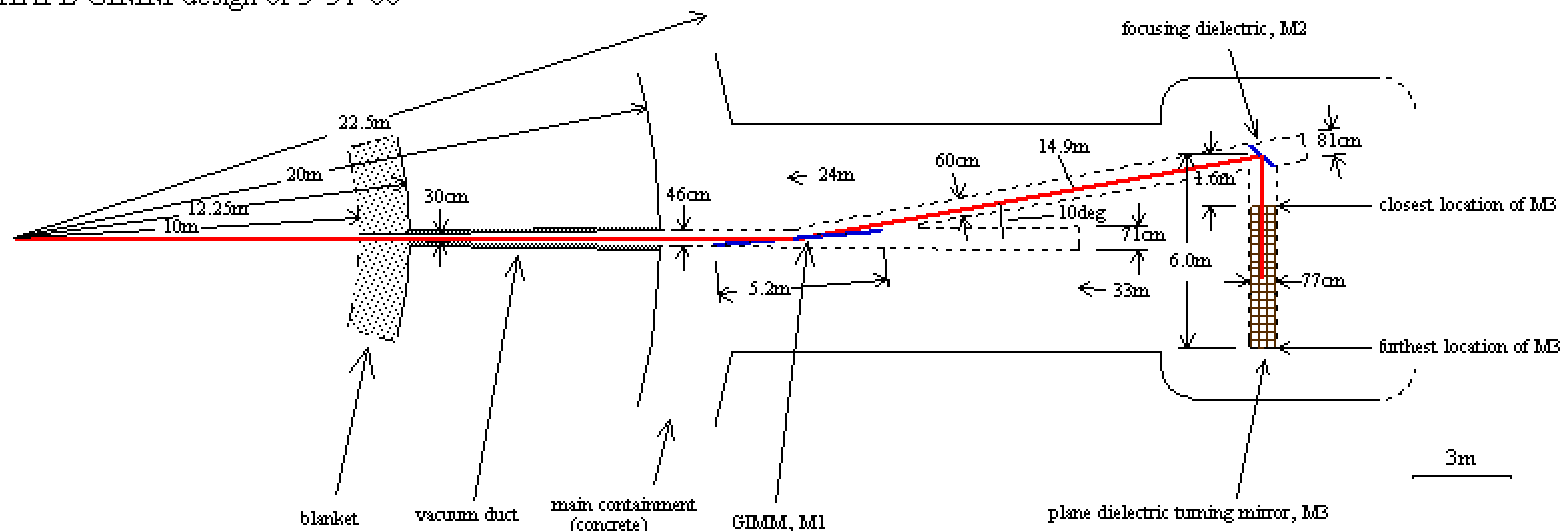 design of
focusing dielectric, M2
22.5m
81cm
14.9m
60cm
20m
24m
1.6m
30cm
46cm
12.25m
closest location of M3
10m
10deg
71cm
6.0m
5.2m
33m
77cm
furthest location of M3
3m
blanket
vacuum duct
main containment
(concrete)
GIMM, M1
plane dielectric turning mirror, M3